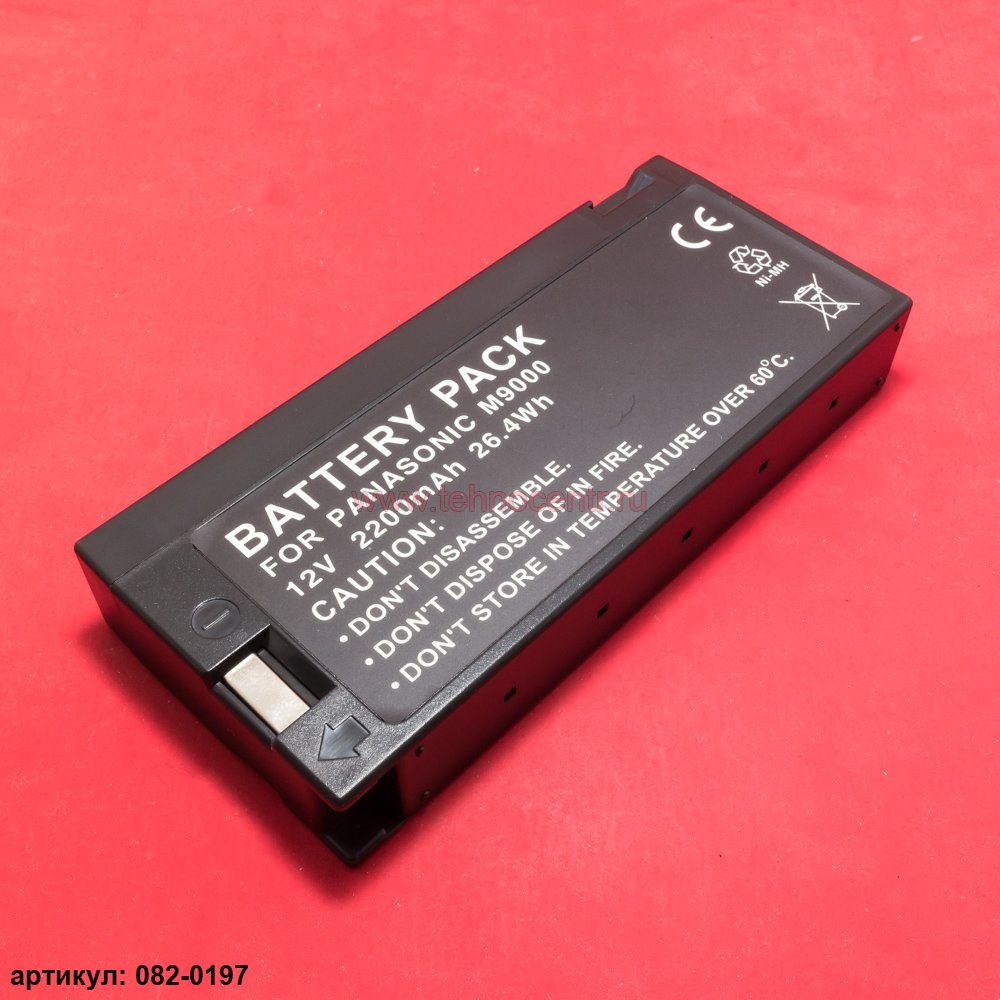 CE
Ni-MH
BATTERY PACK
FOR PANASONIC M9000
12V 2200mAh 26.4Wh
CAUTION:
• DON'T DISASSEMBLE.
• DON'T DISPOSE OF IN FIRE.
• DON'T STORE IN TEMPERATURE OVER 60°C.
www.tehnocentr.ru
артикул: 082-0197